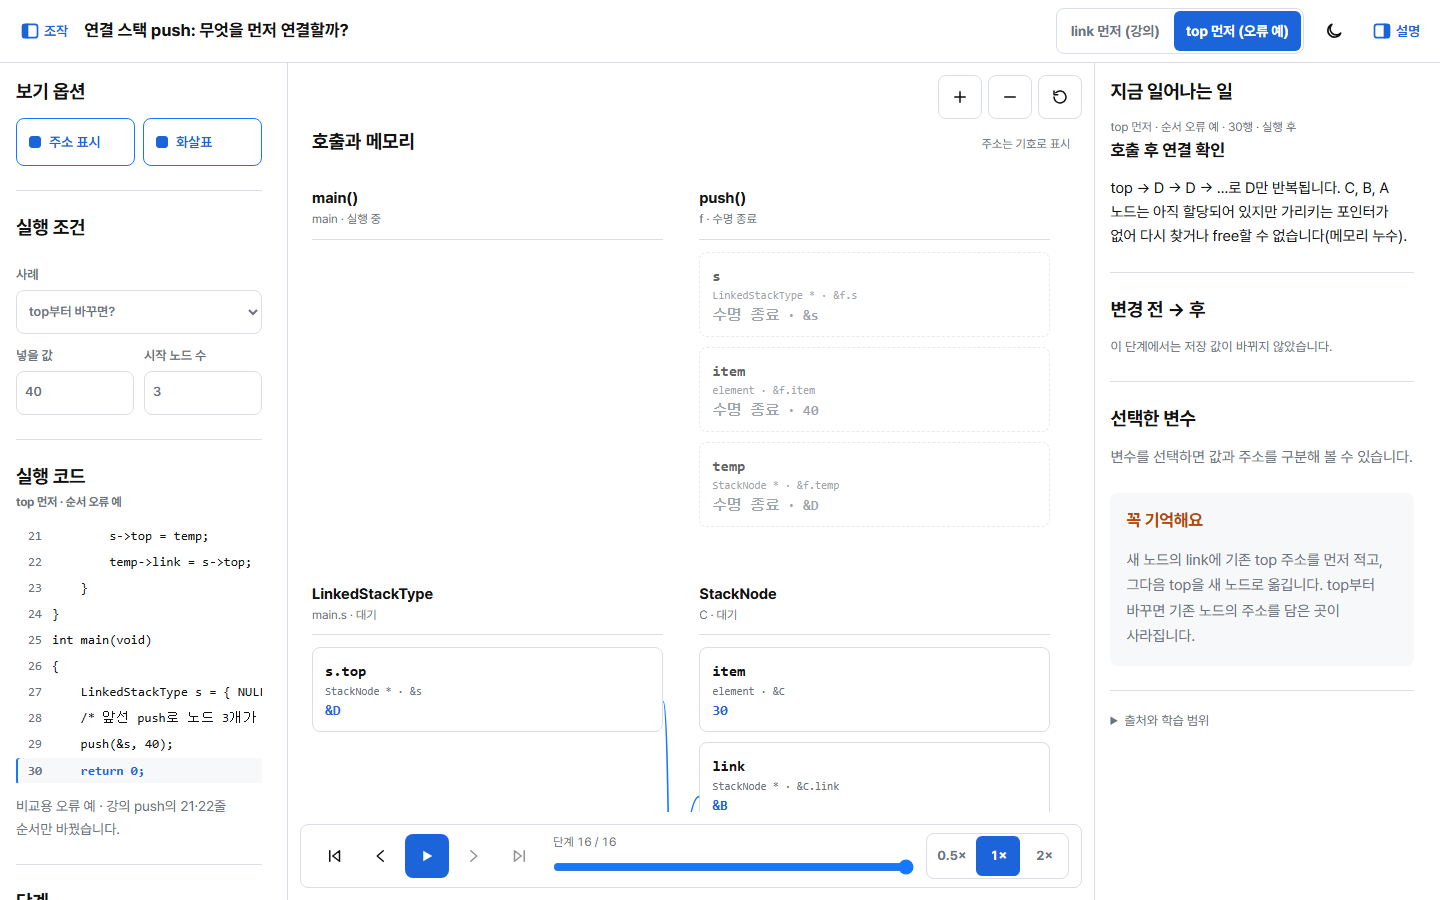 조작
연결 스택 push: 무엇을 먼저 연결할까?
link 먼저 (강의)
top 먼저 (오류 예)
설명
보기 옵션
주소 표시
화살표
실행 조건
사례
top부터 바꾸면?
넣을 값
시작 노드 수
40
3
실행 코드
top 먼저 · 순서 오류 예
21 s->top = temp;
22 temp->link = s->top;
23 }
24 }
25 int main(void)
26 {
27 LinkedStackType s = { NULL
28 /* 앞선 push로 노드 3개가
29 push(&s, 40);
30 return 0;
비교용 오류 예 · 강의 push의 21·22줄
순서만 바꿨습니다.
단계
호출과 메모리
주소는 기호로 표시
main()
main · 실행 중
push()
f · 수명 종료
s
LinkedStackType * · &f.s
수명 종료 · &s
item
element · &f.item
수명 종료 · 40
temp
StackNode * · &f.temp
수명 종료 · &D
LinkedStackType
main.s · 대기
s.top
StackNode * · &s
&D
StackNode
C · 대기
item
element · &C
30
link
StackNode * · &C.link
&B
단계 16 / 16
0.5×
1×
2×
지금 일어나는 일
top 먼저 · 순서 오류 예 · 30행 · 실행 후
호출 후 연결 확인
top → D → D → …로 D만 반복됩니다. C, B, A
노드는 아직 할당되어 있지만 가리키는 포인터가
없어 다시 찾거나 free할 수 없습니다(메모리 누수).
변경 전 → 후
이 단계에서는 저장 값이 바뀌지 않았습니다.
선택한 변수
변수를 선택하면 값과 주소를 구분해 볼 수 있습니다.
꼭 기억해요
새 노드의 link에 기존 top 주소를 먼저 적고,
그다음 top을 새 노드로 옮깁니다. top부터
바꾸면 기존 노드의 주소를 담은 곳이
사라집니다.
출처와 학습 범위